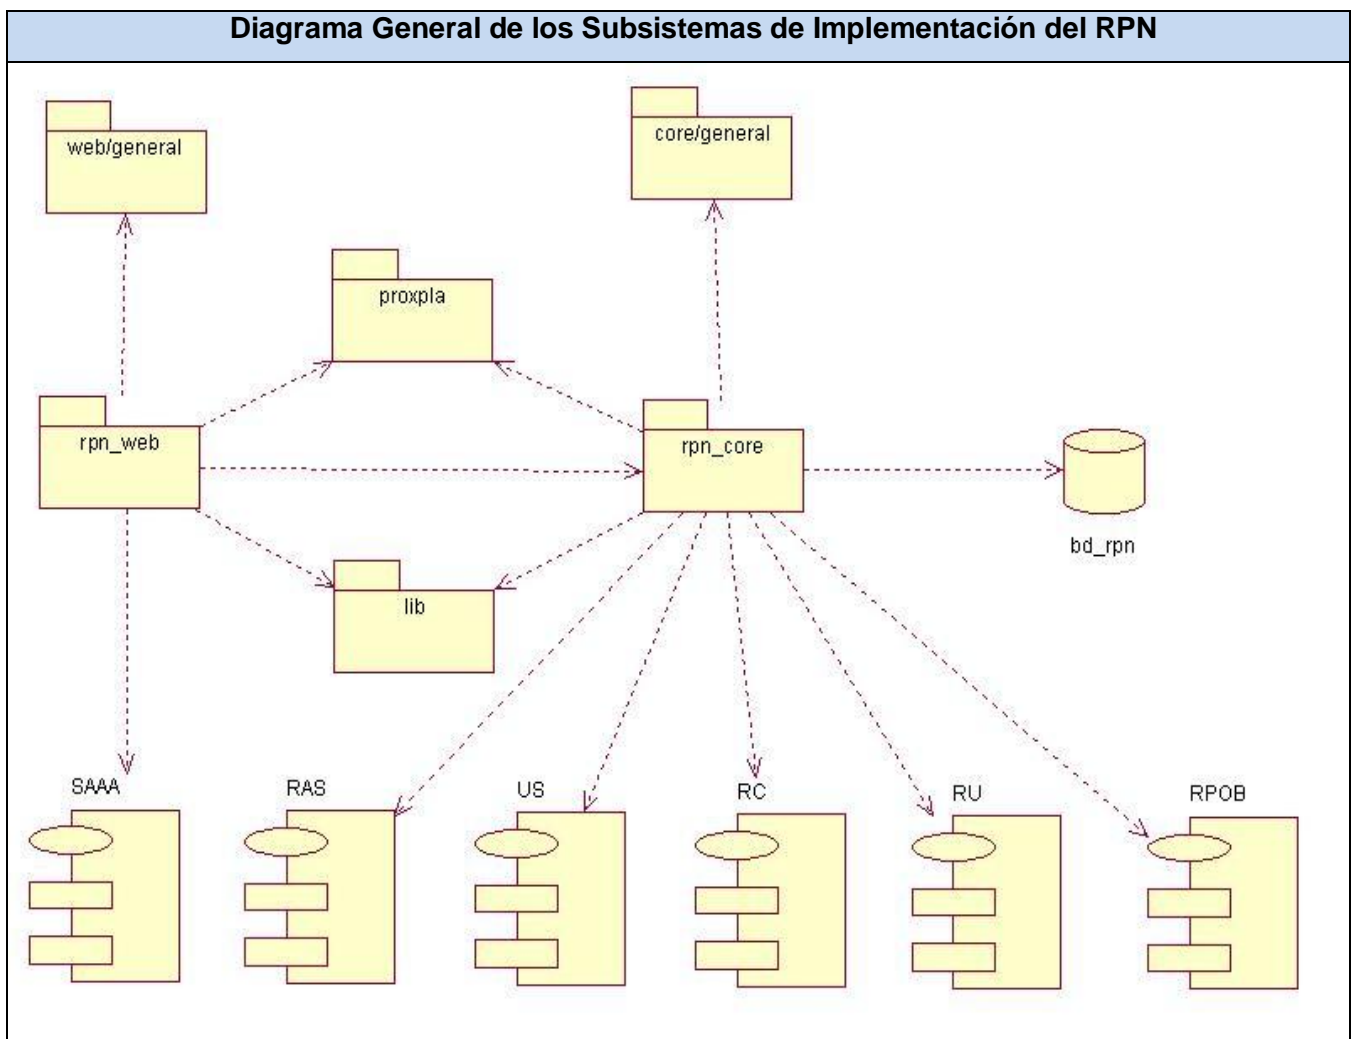 Diagrama General de los Subsistemas de Implementación del RPN
web/general
core/general
proxpla
rpn_web
rpn_core
bd_rpn
lib
SAAA
RAS
US
RC
RU
RPOB